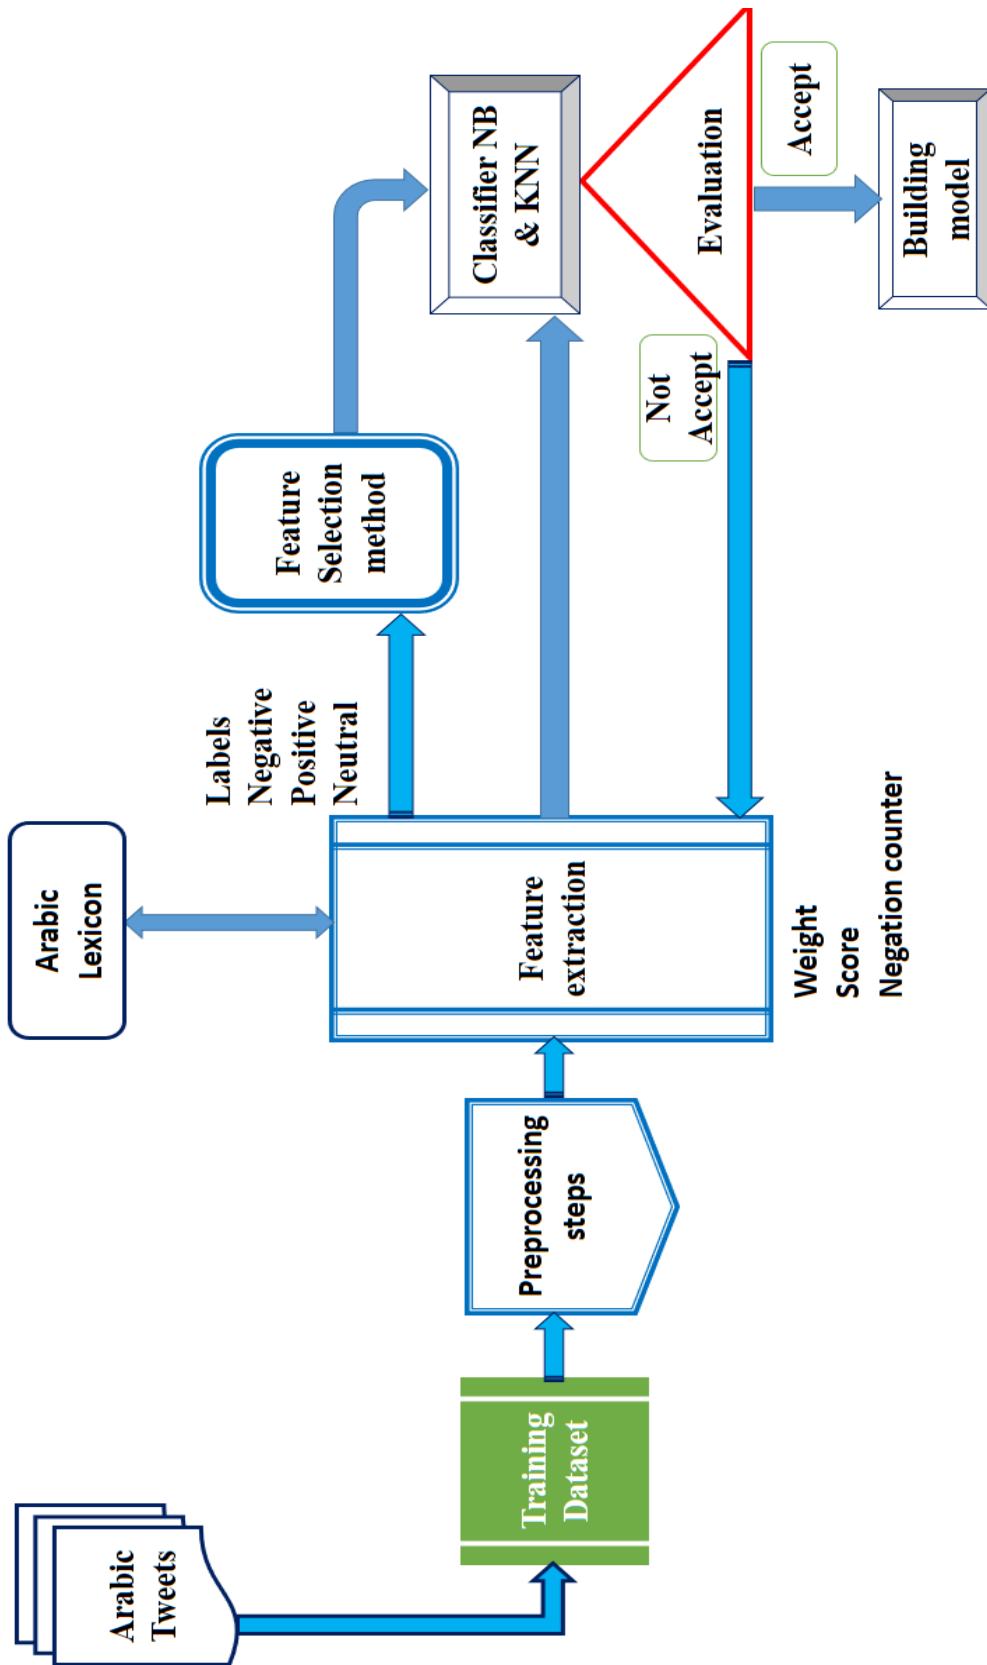 Arabic
Tweets
Training
Dataset
Preprocessing
steps
Arabic
Lexicon
Feature
extraction
Weight
Score
Negation counter
Labels
Negative
Positive
Neutral
Feature
Selection
method
Classifier NB
& KNN
Evaluation
Not
Accept
Accept
Building
model